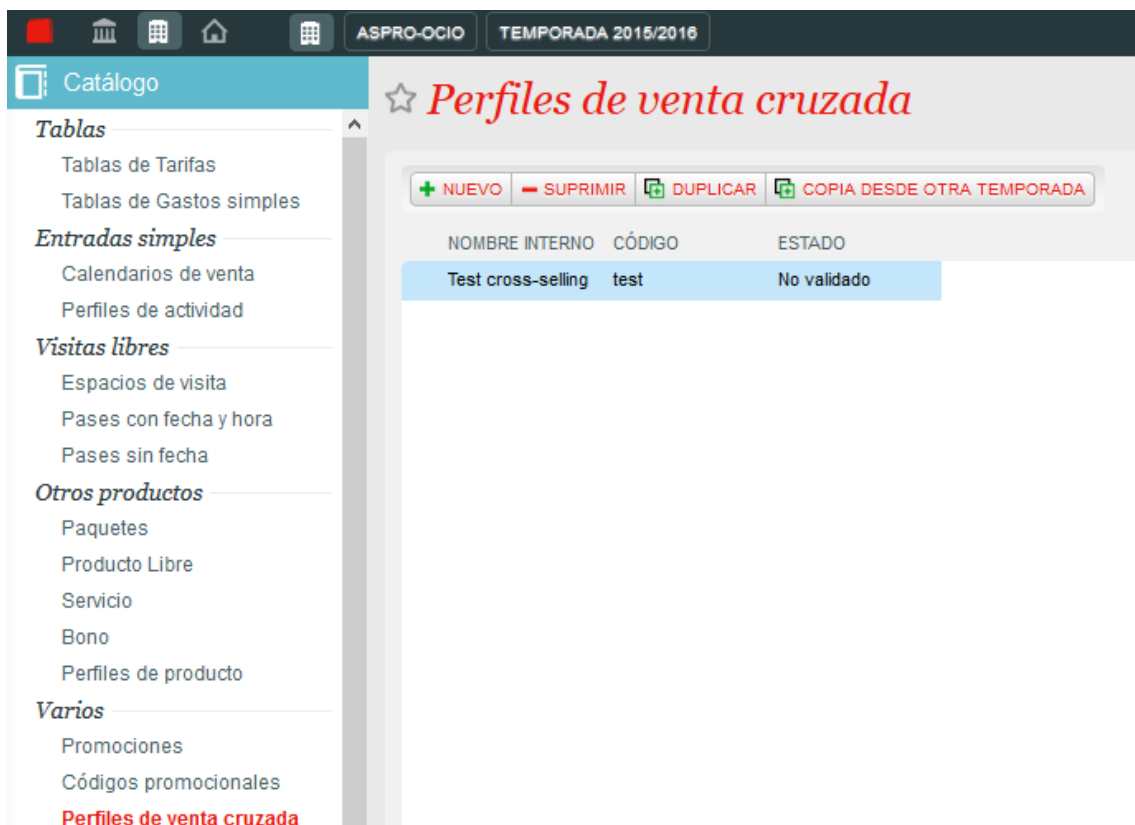 ASPRO-OCIO TEMPORADA 2015/2016
Catálogo
Tablas
Tablas de Tarifas
Tablas de Gastos simples
Entradas simples
Calendarios de venta
Perfiles de actividad
Visitas libres
Espacios de visita
Pases con fecha y hora
Pases sin fecha
Otros productos
Paquetes
Producto Libre
Servicio
Bono
Perfiles de producto
Varios
Promociones
Códigos promocionales
Perfiles de venta cruzada
Perfiles de venta cruzada
NUEVO SUPRIMIR DUPLICAR COPIA DESDE OTRA TEMPORADA
NOMBRE INTERNO CÓDIGO ESTADO
Test cross-selling test No validado